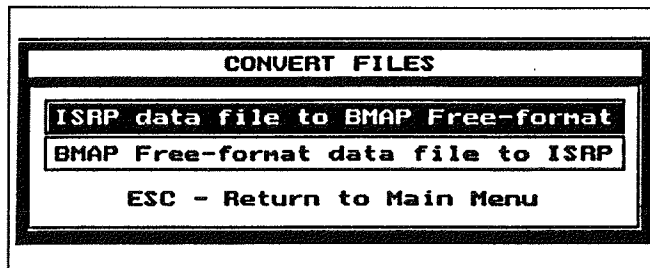 CONVERT FILES
ISRP data file to BMAP Free-format
BMAP Free-format data file to ISRP
ESC - Return to Main Menu